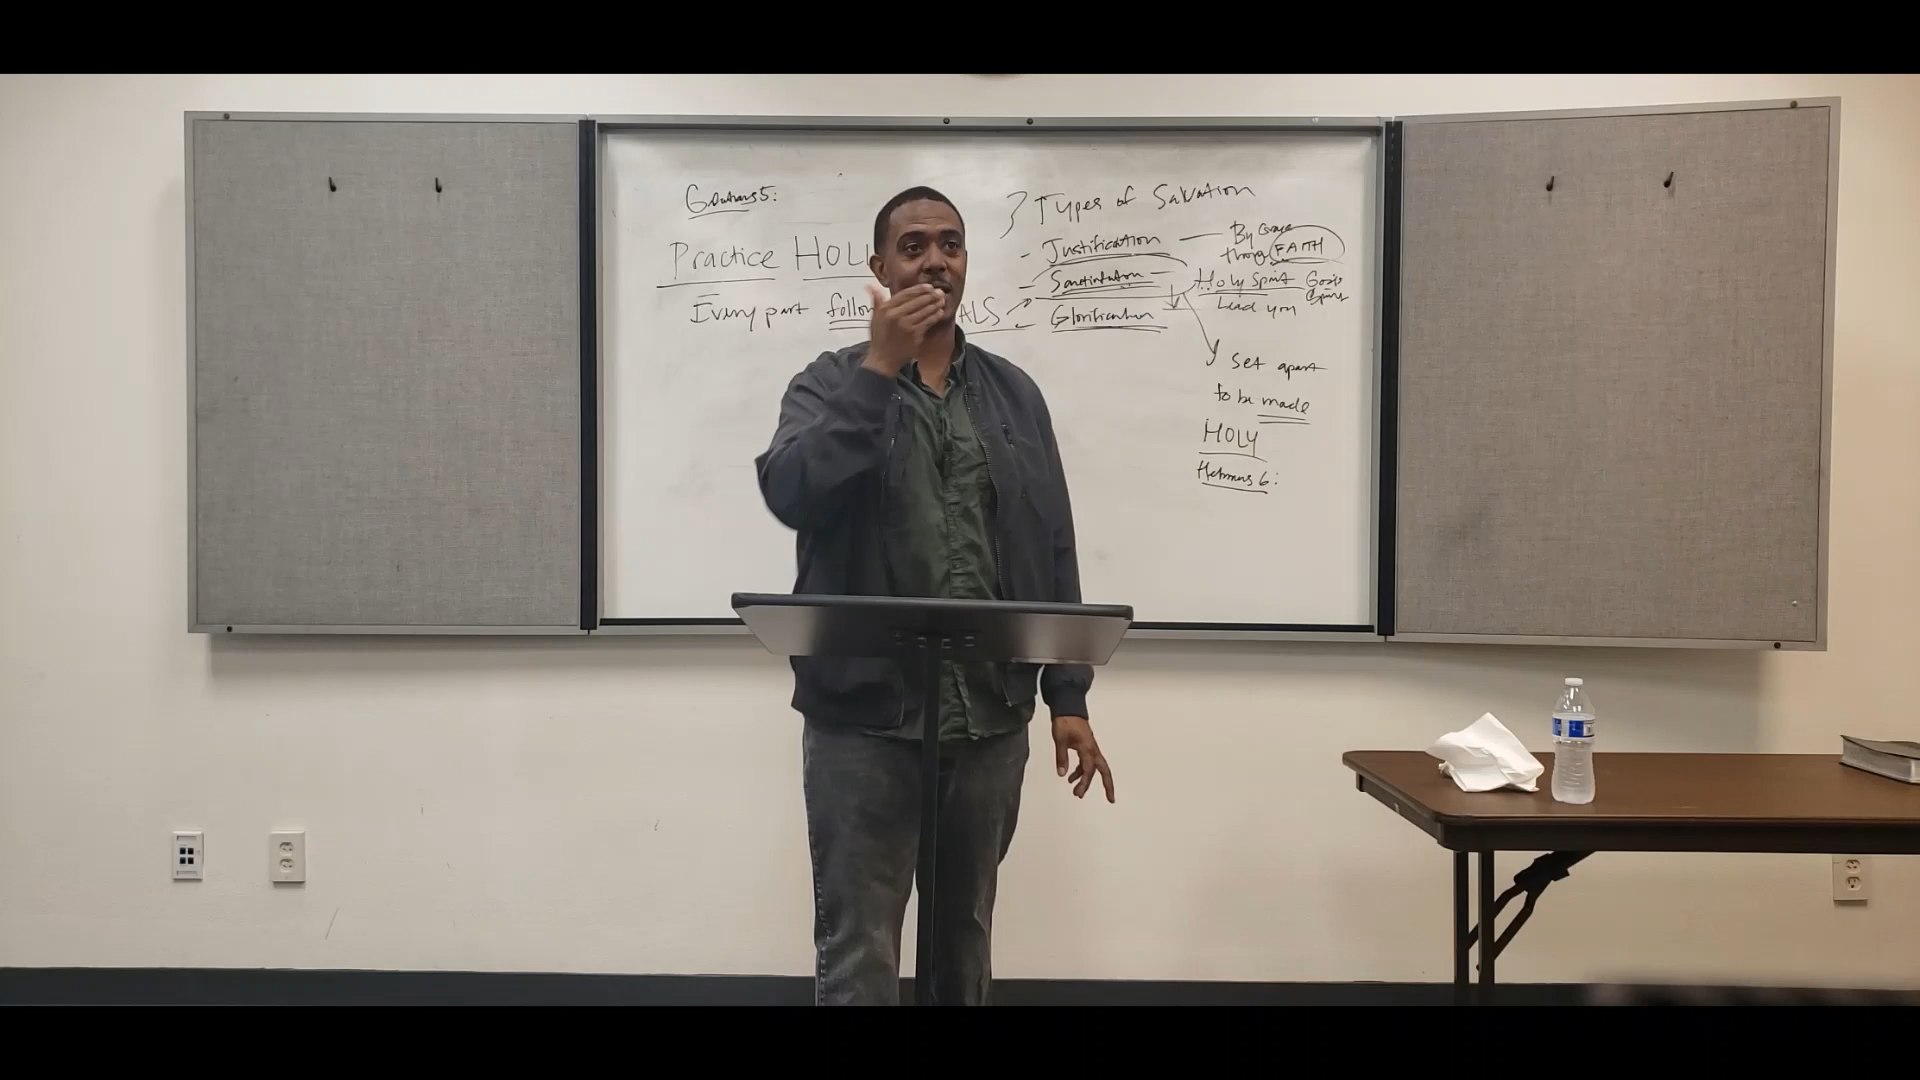 Galatians 5:
Practice HOL
Every part follow ALS
3 Types of Salvation
- Justification — By Grace
through FAITH
- Sanctification — Holy Spirit
Lead you
- Glorification
Set apart
to be made
HOLY
Hebrews 6: